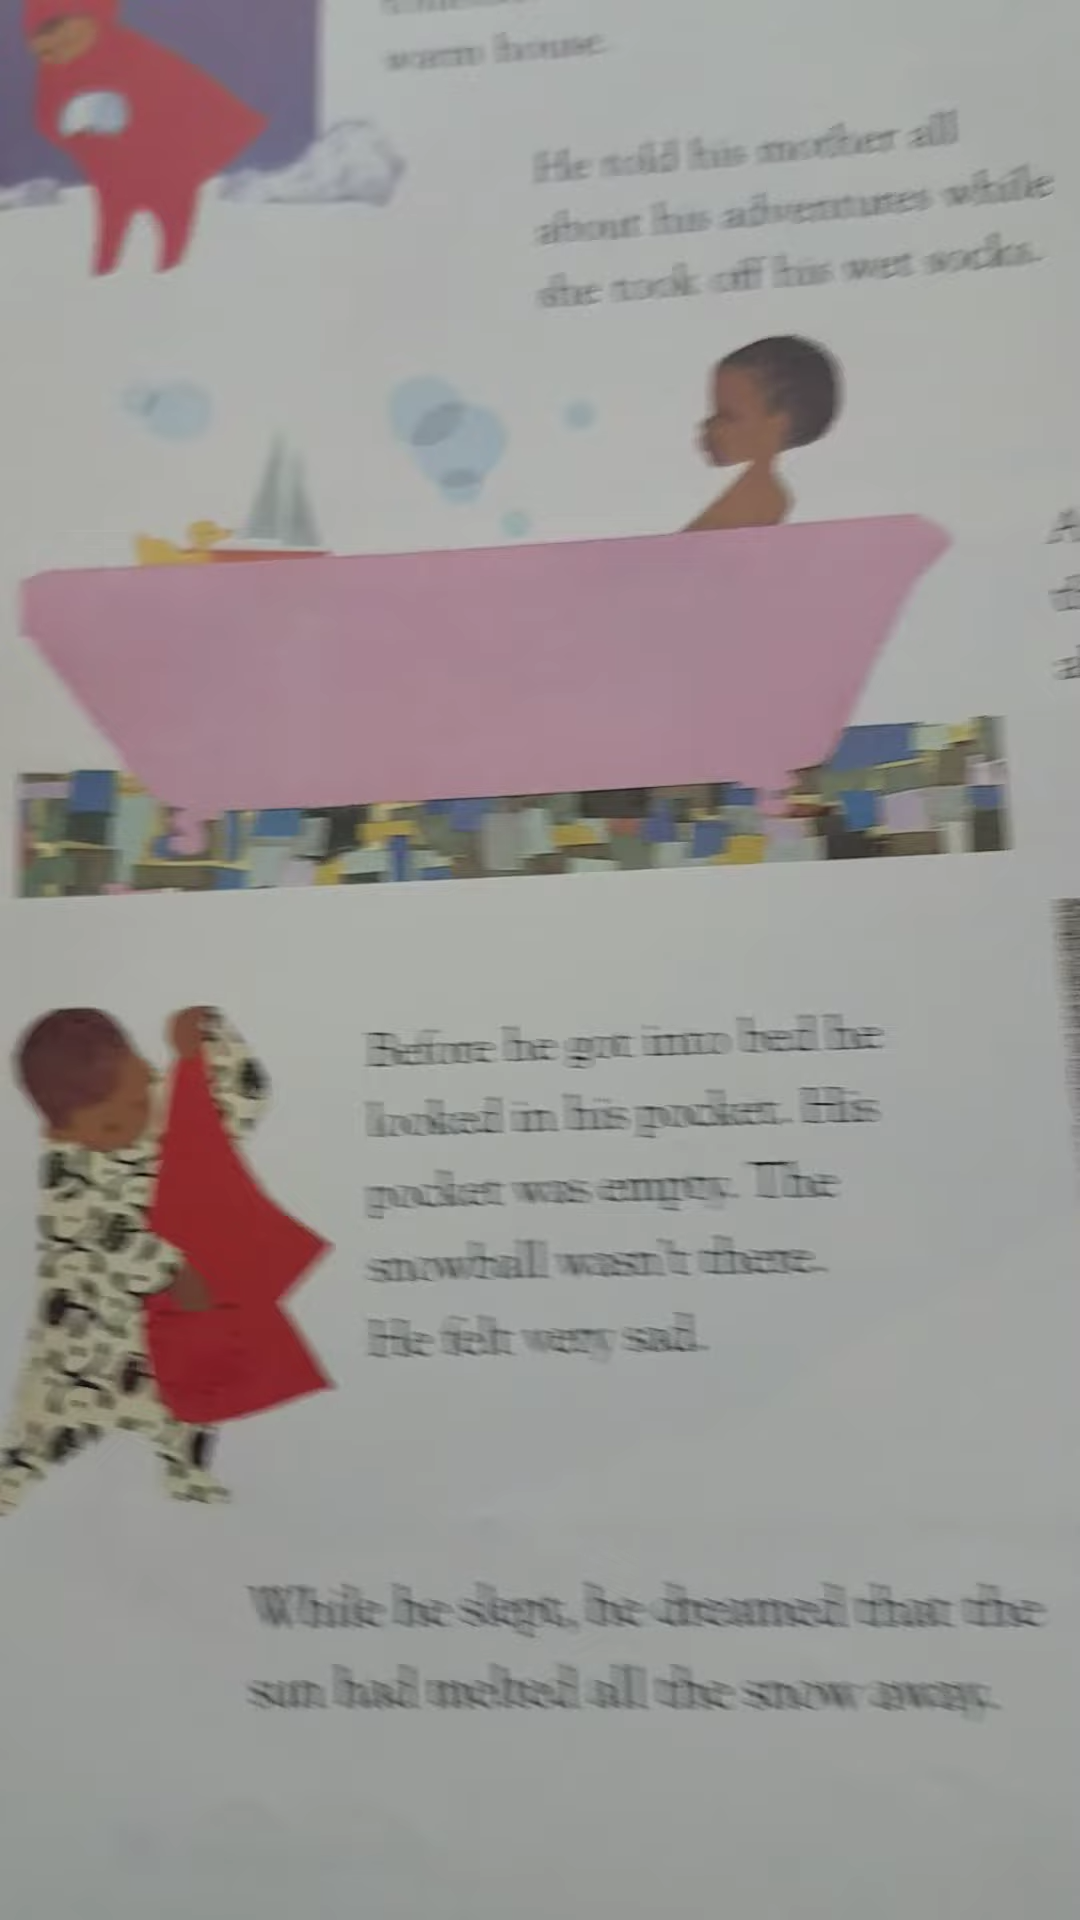 warm house
He told his mother all
about his adventures while
she took off his wet socks.
Before he got into bed he
looked in his pocket. His
pocket was empty. The
snowball wasn't there.
He felt very sad.
While he slept, he dreamed that the
sun had melted all the snow away.